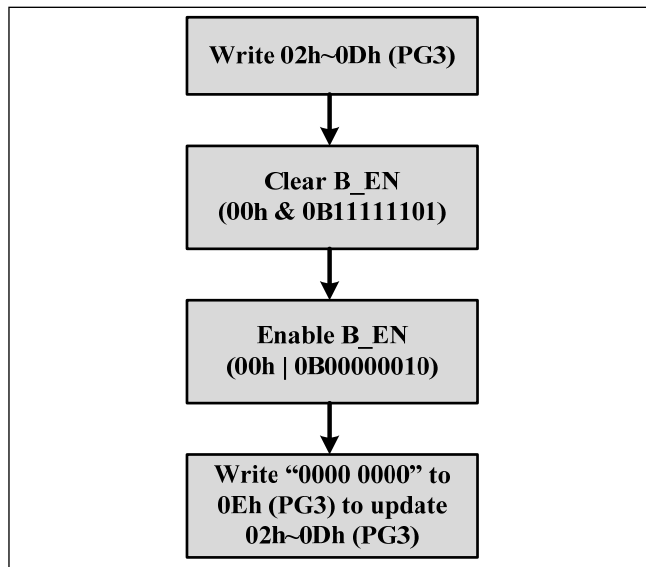 Write 02h~0Dh (PG3)
Clear B_EN
(00h & 0B11111101)
Enable B_EN
(00h | 0B00000010)
Write “0000 0000” to
0Eh (PG3) to update
02h~0Dh (PG3)